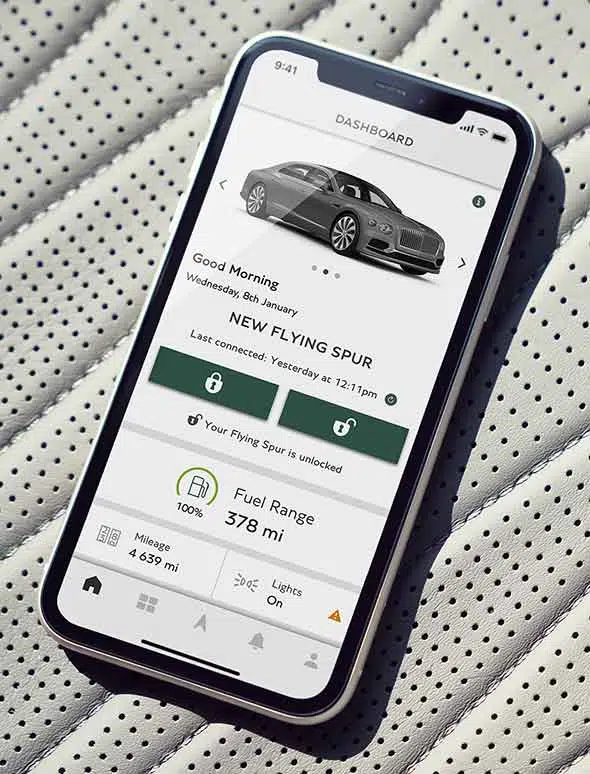 9:41
DASHBOARD
Good Morning
Wednesday, 8th January
NEW FLYING SPUR
Last connected: Yesterday at 12:11pm
Your Flying Spur is unlocked
100%
Fuel Range
378 mi
Mileage
4 639 mi
Lights
On